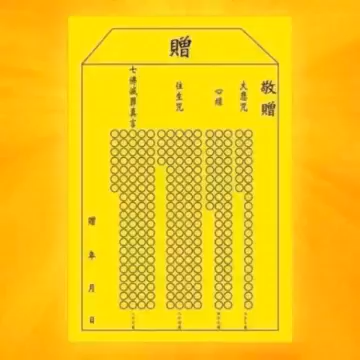 贈
敬贈
大悲咒
心經
往生咒
七佛滅罪真言
贈 年 月 日